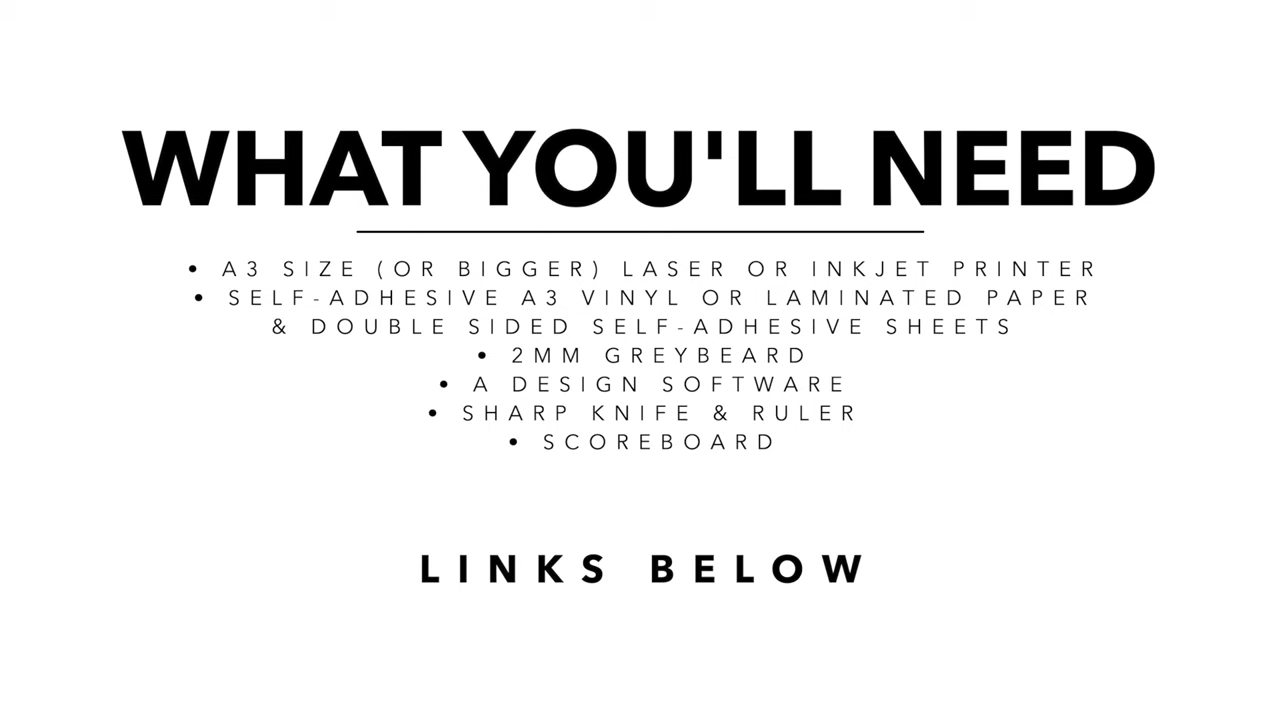 WHAT YOU'LL NEED
• A3 SIZE (OR BIGGER) LASER OR INKJET PRINTER
• SELF-ADHESIVE A3 VINYL OR LAMINATED PAPER
& DOUBLE SIDED SELF-ADHESIVE SHEETS
• 2MM GREYBEARD
• A DESIGN SOFTWARE
• SHARP KNIFE & RULER
• SCOREBOARD
LINKS BELOW